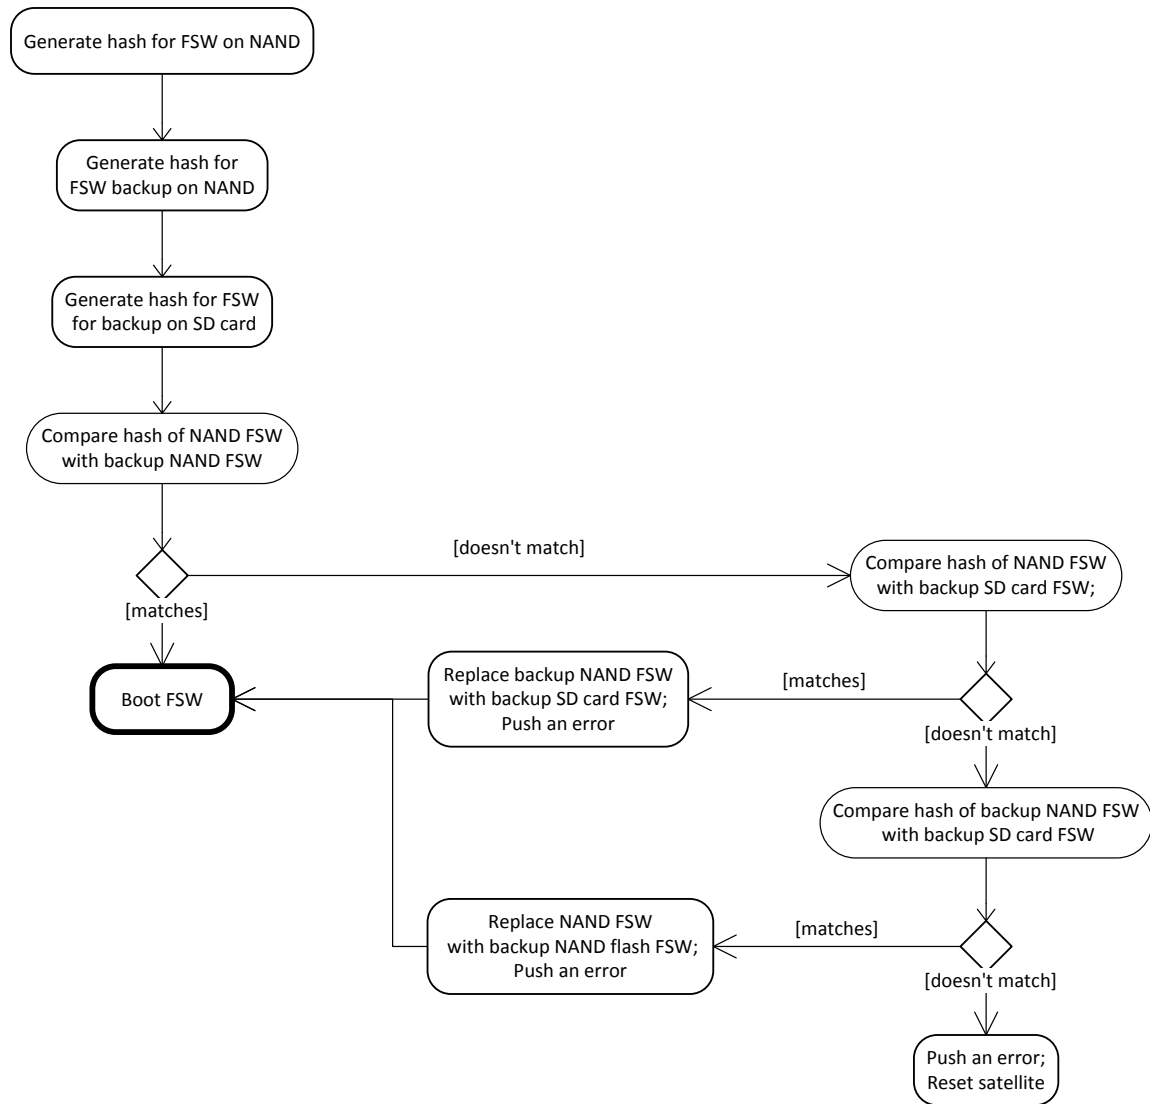 Generate hash for FSW on NAND
Generate hash for
FSW backup on NAND
Generate hash for FSW
for backup on SD card
Compare hash of NAND FSW
with backup NAND FSW
[doesn't match]
Compare hash of NAND FSW
with backup SD card FSW;
[matches]
Boot FSW
Replace backup NAND FSW
with backup SD card FSW;
Push an error
[matches]
[doesn't match]
Compare hash of backup NAND FSW
with backup SD card FSW
Replace NAND FSW
with backup NAND flash FSW;
Push an error
[matches]
[doesn't match]
Push an error;
Reset satellite